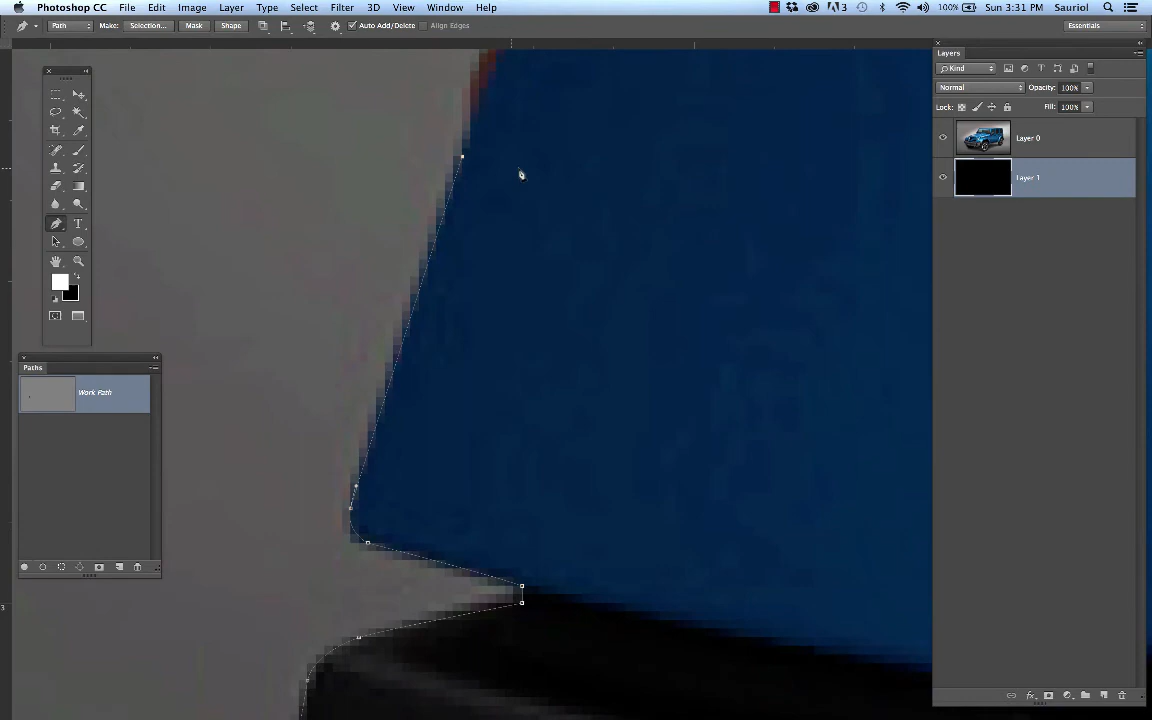 Photoshop CC File Edit Image Layer Type Select Filter 3D View Window Help 3 100% Sun 3:31 PM Sauriol
Path Make: Selection... Mask Shape Auto Add/Delete Align Edges Essentials
Layers
Kind
Normal Opacity: 100%
Lock: Fill: 100%
Layer 0
Layer 1
Paths
Work Path
3